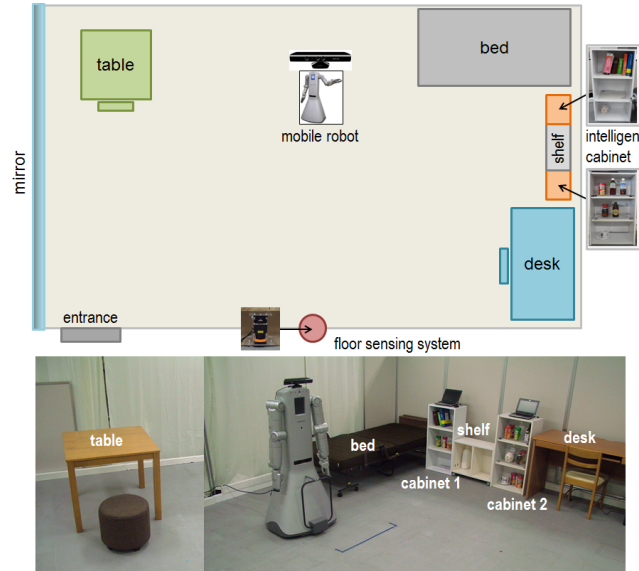 table
bed
mobile robot
mirror
shelf
intelligen
cabinet
desk
entrance
floor sensing system
table
bed
shelf
desk
cabinet 1
cabinet 2